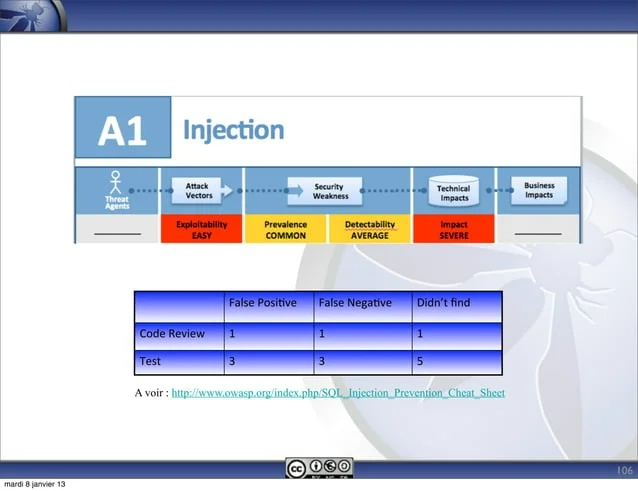 A1 Injection
Threat Agents
Attack Vectors
Security Weakness
Technical Impacts
Business Impacts
Exploitability EASY
Prevalence COMMON
Detectability AVERAGE
Impact SEVERE
False Positive False Negative Didn't find
Code Review 1 1 1
Test 3 3 5
A voir : http://www.owasp.org/index.php/SQL_Injection_Prevention_Cheat_Sheet
cc
106
mardi 8 janvier 13